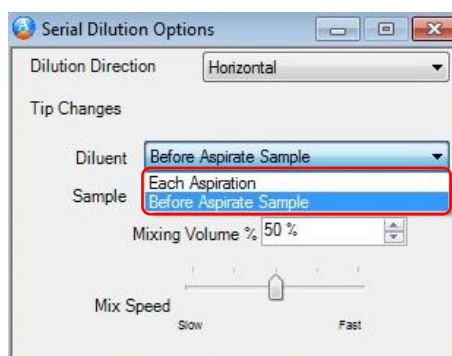 Serial Dilution Options
Dilution Direction Horizontal
Tip Changes
Diluent Before Aspirate Sample
Each Aspiration
Sample Before Aspirate Sample
Mixing Volume % 50 %
Mix Speed
Slow Fast